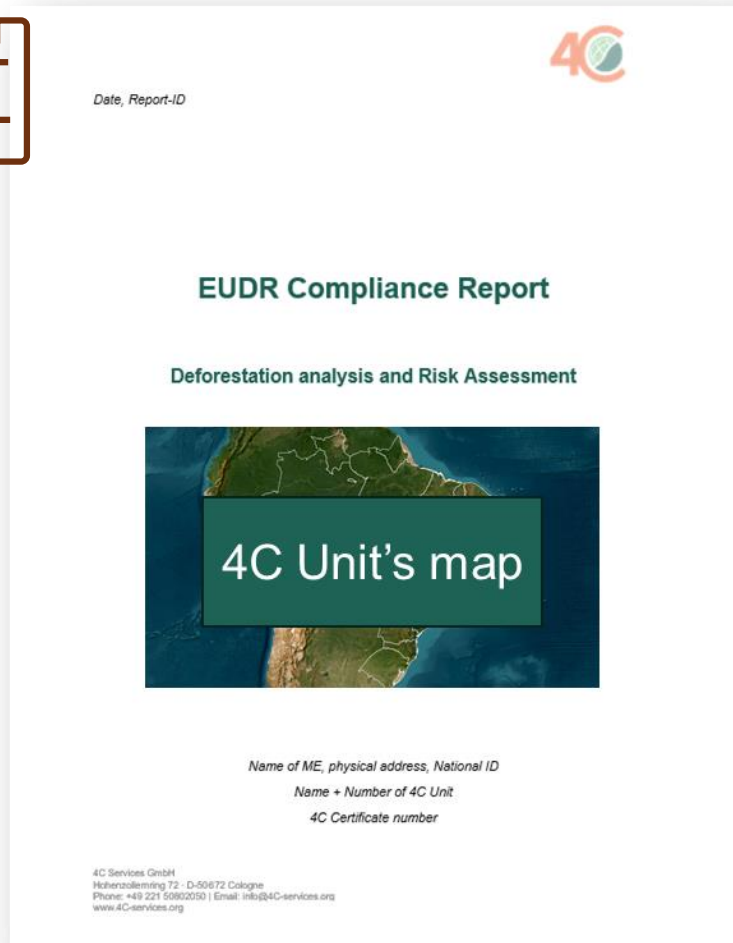 4C
Date, Report-ID
EUDR Compliance Report
Deforestation analysis and Risk Assessment
4C Unit's map
Name of ME, physical address, National ID
Name + Number of 4C Unit
4C Certificate number
4C Services GmbH
Hohenzollernring 72 · D-50672 Cologne
Phone: +49 221 50802050 | Email: info@4C-services.org
www.4C-services.org